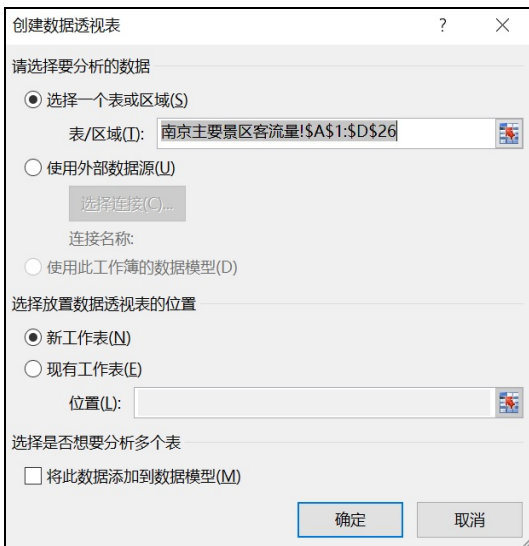 创建数据透视表 ? ×
请选择要分析的数据
选择一个表或区域(S)
表/区域(T): 南京主要景区客流量!$A$1:$D$26
使用外部数据源(U)
选择连接(C)...
连接名称:
使用此工作簿的数据模型(D)
选择放置数据透视表的位置
新工作表(N)
现有工作表(E)
位置(L):
选择是否想要分析多个表
将此数据添加到数据模型(M)
确定 取消